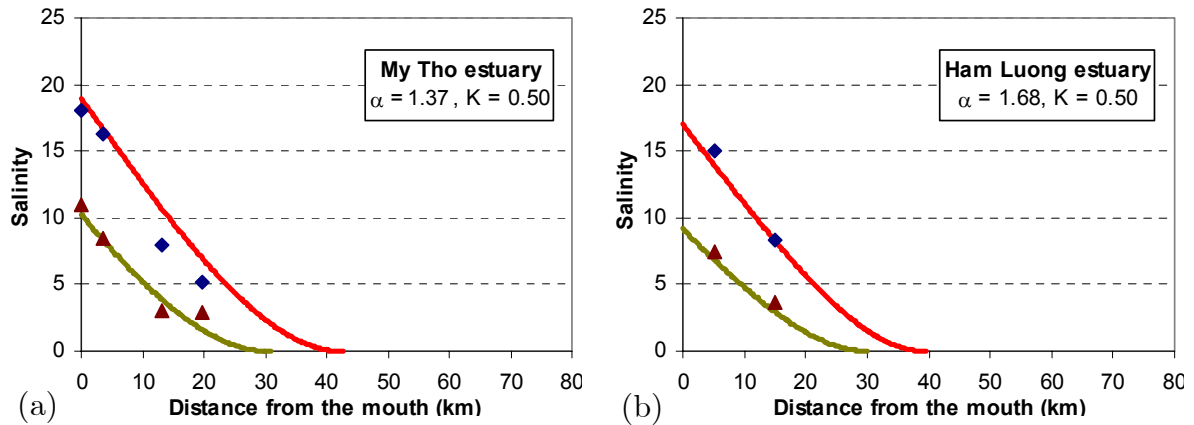 25
20
15
10
5
0
Salinity
My Tho estuary
α = 1.37 , K = 0.50
0 10 20 30 40 50 60 70 80
Distance from the mouth (km)
(a)
25
20
15
10
5
0
Salinity
Ham Luong estuary
α = 1.68, K = 0.50
0 10 20 30 40 50 60 70 80
Distance from the mouth (km)
(b)